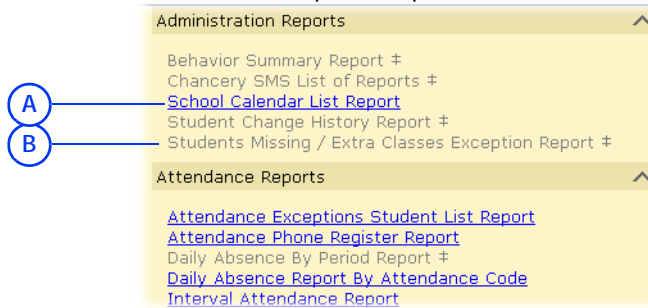 Administration Reports
Behavior Summary Report ‡
Chancery SMS List of Reports ‡
A
School Calendar List Report
Student Change History Report ‡
B
Students Missing / Extra Classes Exception Report ‡
Attendance Reports
Attendance Exceptions Student List Report
Attendance Phone Register Report
Daily Absence By Period Report ‡
Daily Absence Report By Attendance Code
Interval Attendance Report